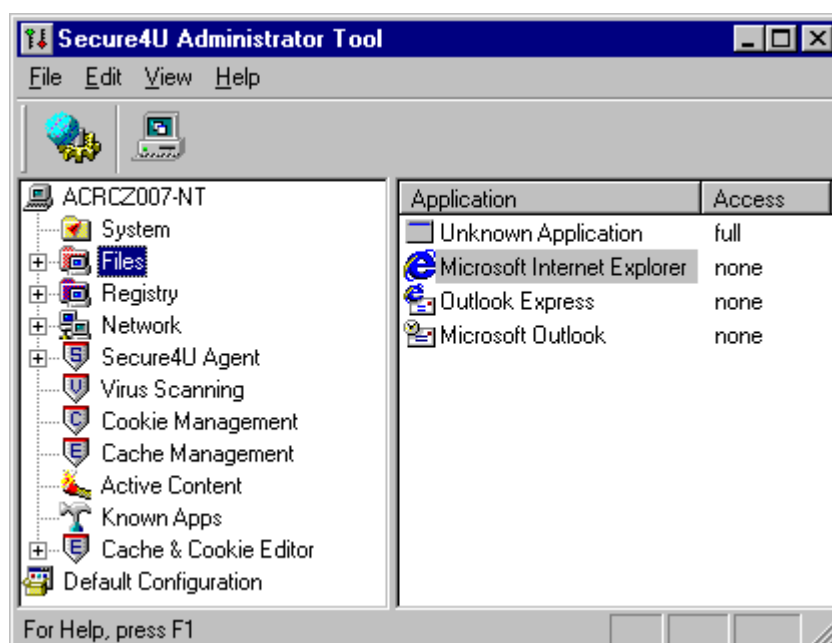 Secure4U Administrator Tool
File Edit View Help
ACRCZ007-NT
System
Files
Registry
Network
Secure4U Agent
Virus Scanning
Cookie Management
Cache Management
Active Content
Known Apps
Cache & Cookie Editor
Default Configuration
Application Access
Unknown Application full
Microsoft Internet Explorer none
Outlook Express none
Microsoft Outlook none
For Help, press F1